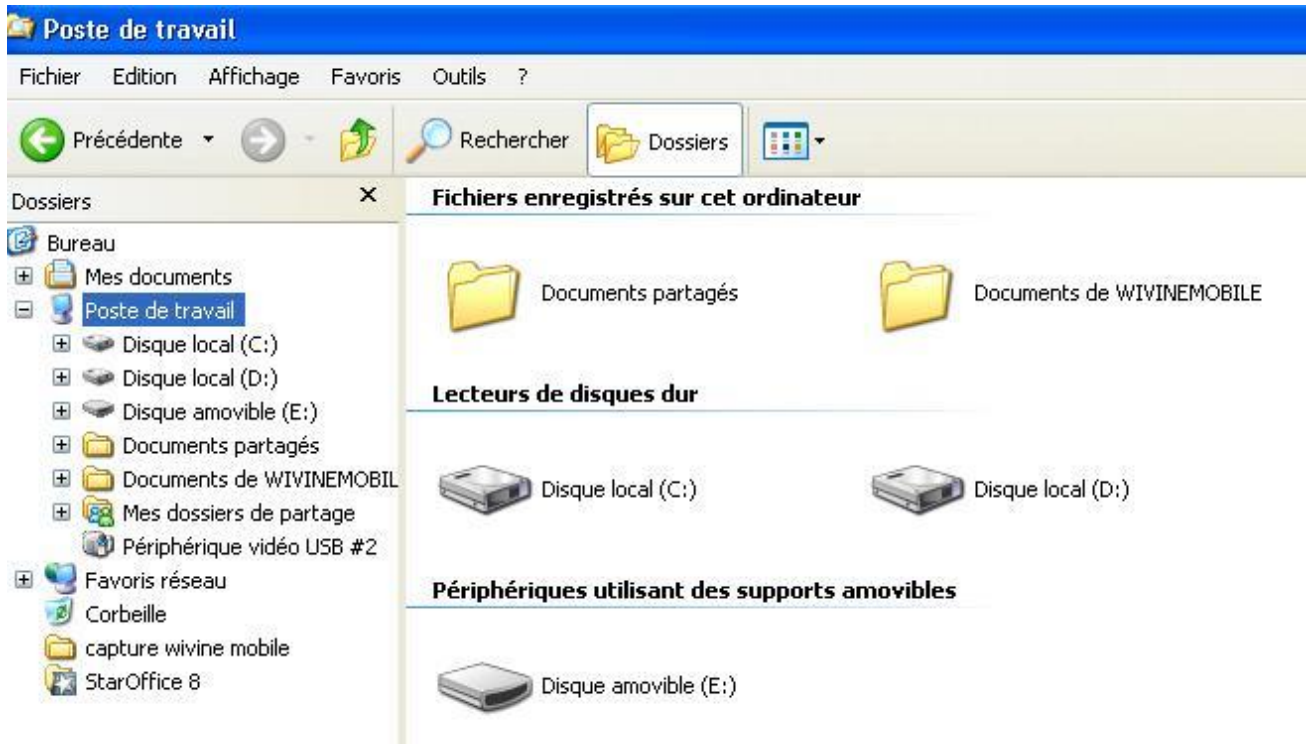 Poste de travail
Fichier Edition Affichage Favoris Outils ?
Précédente Rechercher Dossiers
Dossiers
Bureau
Mes documents
Poste de travail
Disque local (C:)
Disque local (D:)
Disque amovible (E:)
Documents partagés
Documents de WIVINEMOBIL
Mes dossiers de partage
Périphérique vidéo USB #2
Favoris réseau
Corbeille
capture wivine mobile
StarOffice 8
Fichiers enregistrés sur cet ordinateur
Documents partagés Documents de WIVINEMOBILE
Lecteurs de disques dur
Disque local (C:) Disque local (D:)
Périphériques utilisant des supports amovibles
Disque amovible (E:)